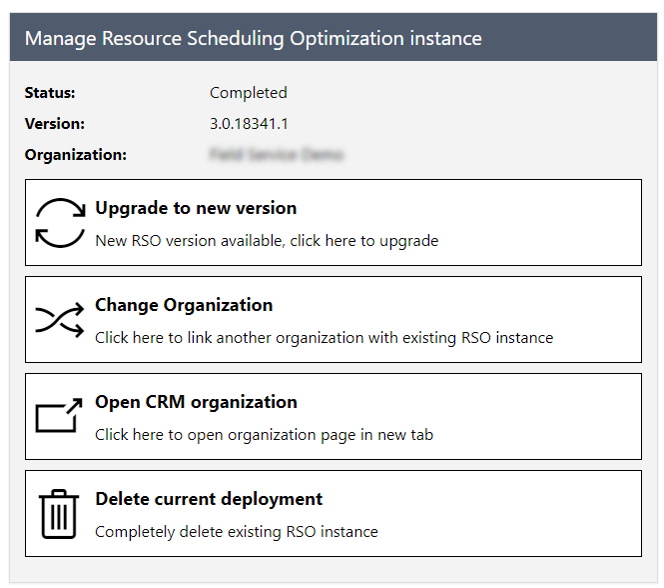 Manage Resource Scheduling Optimization instance
Status: Completed
Version: 3.0.18341.1
Organization:
Upgrade to new version
New RSO version available, click here to upgrade
Change Organization
Click here to link another organization with existing RSO instance
Open CRM organization
Click here to open organization page in new tab
Delete current deployment
Completely delete existing RSO instance